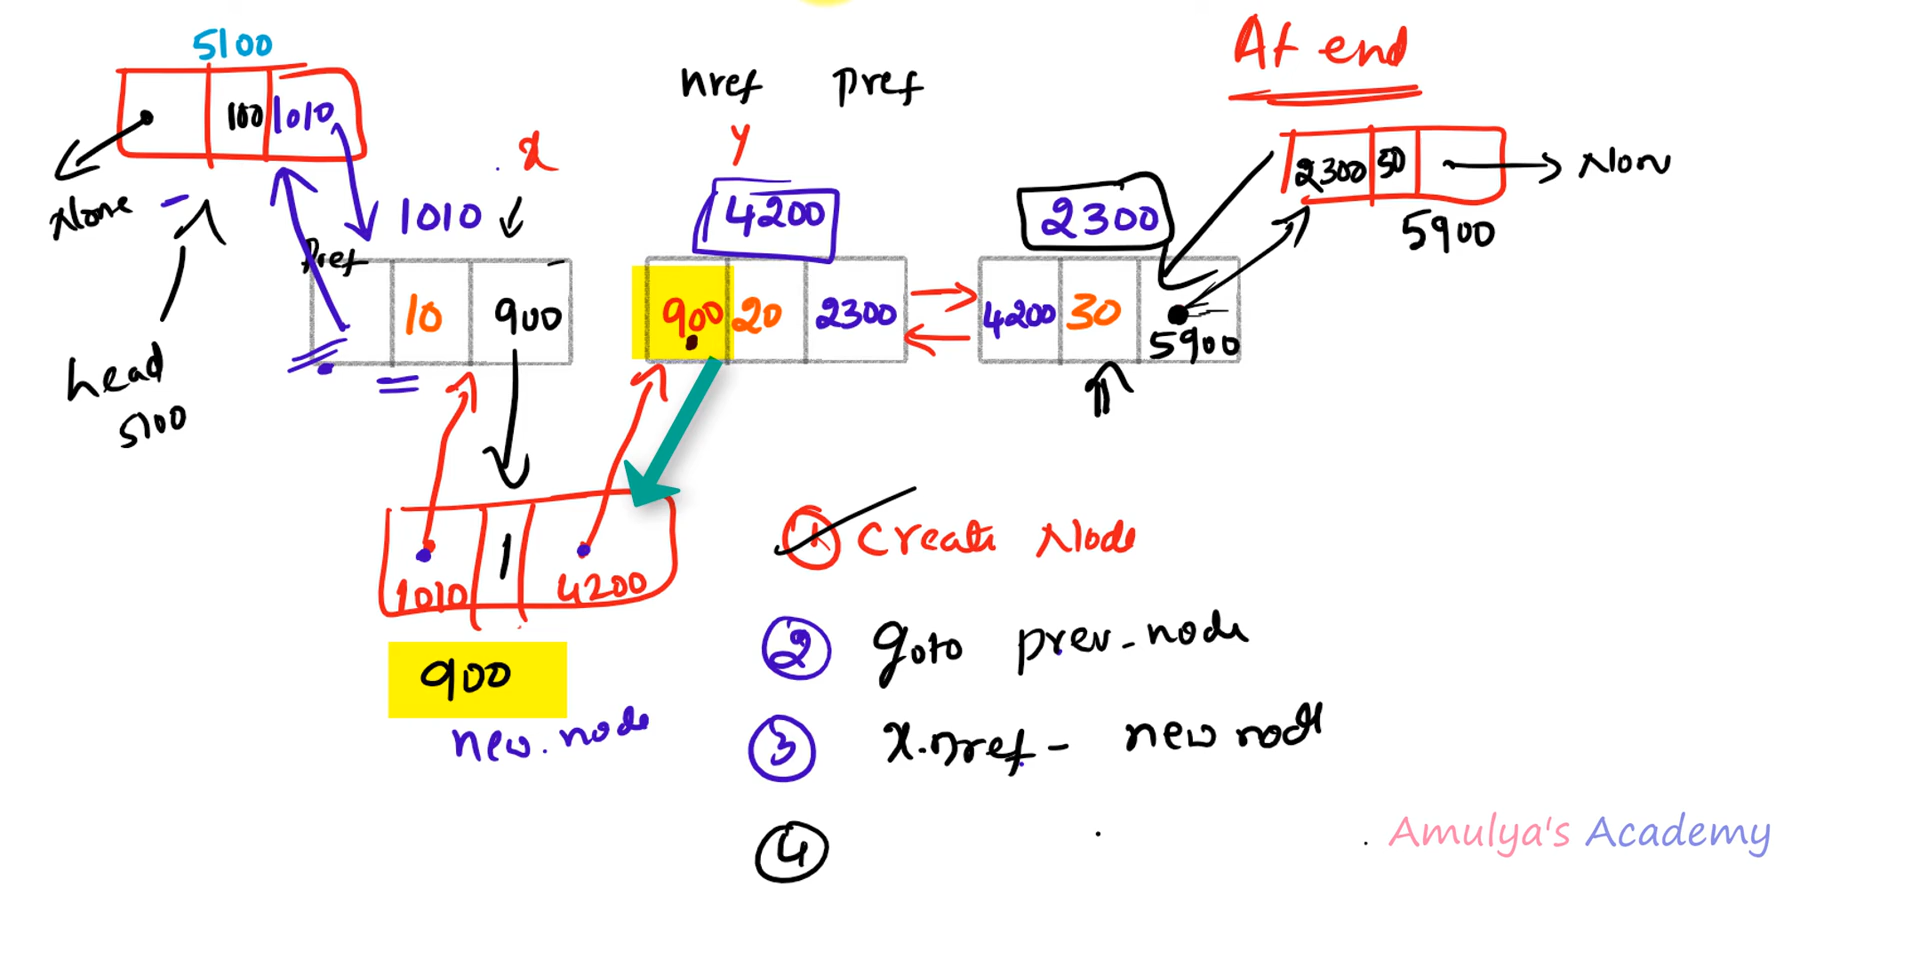 5100
At end
nref pref
100 1010
x
y
2300 50
None
1010
4200
2300
5900
Pref
10 900
900 20 2300
4200 30 5900
head
5100
1010 1 4200
1 Create Node
900
2 goto prev-node
new.node
3 x.nref - new node
4
Amulya's Academy